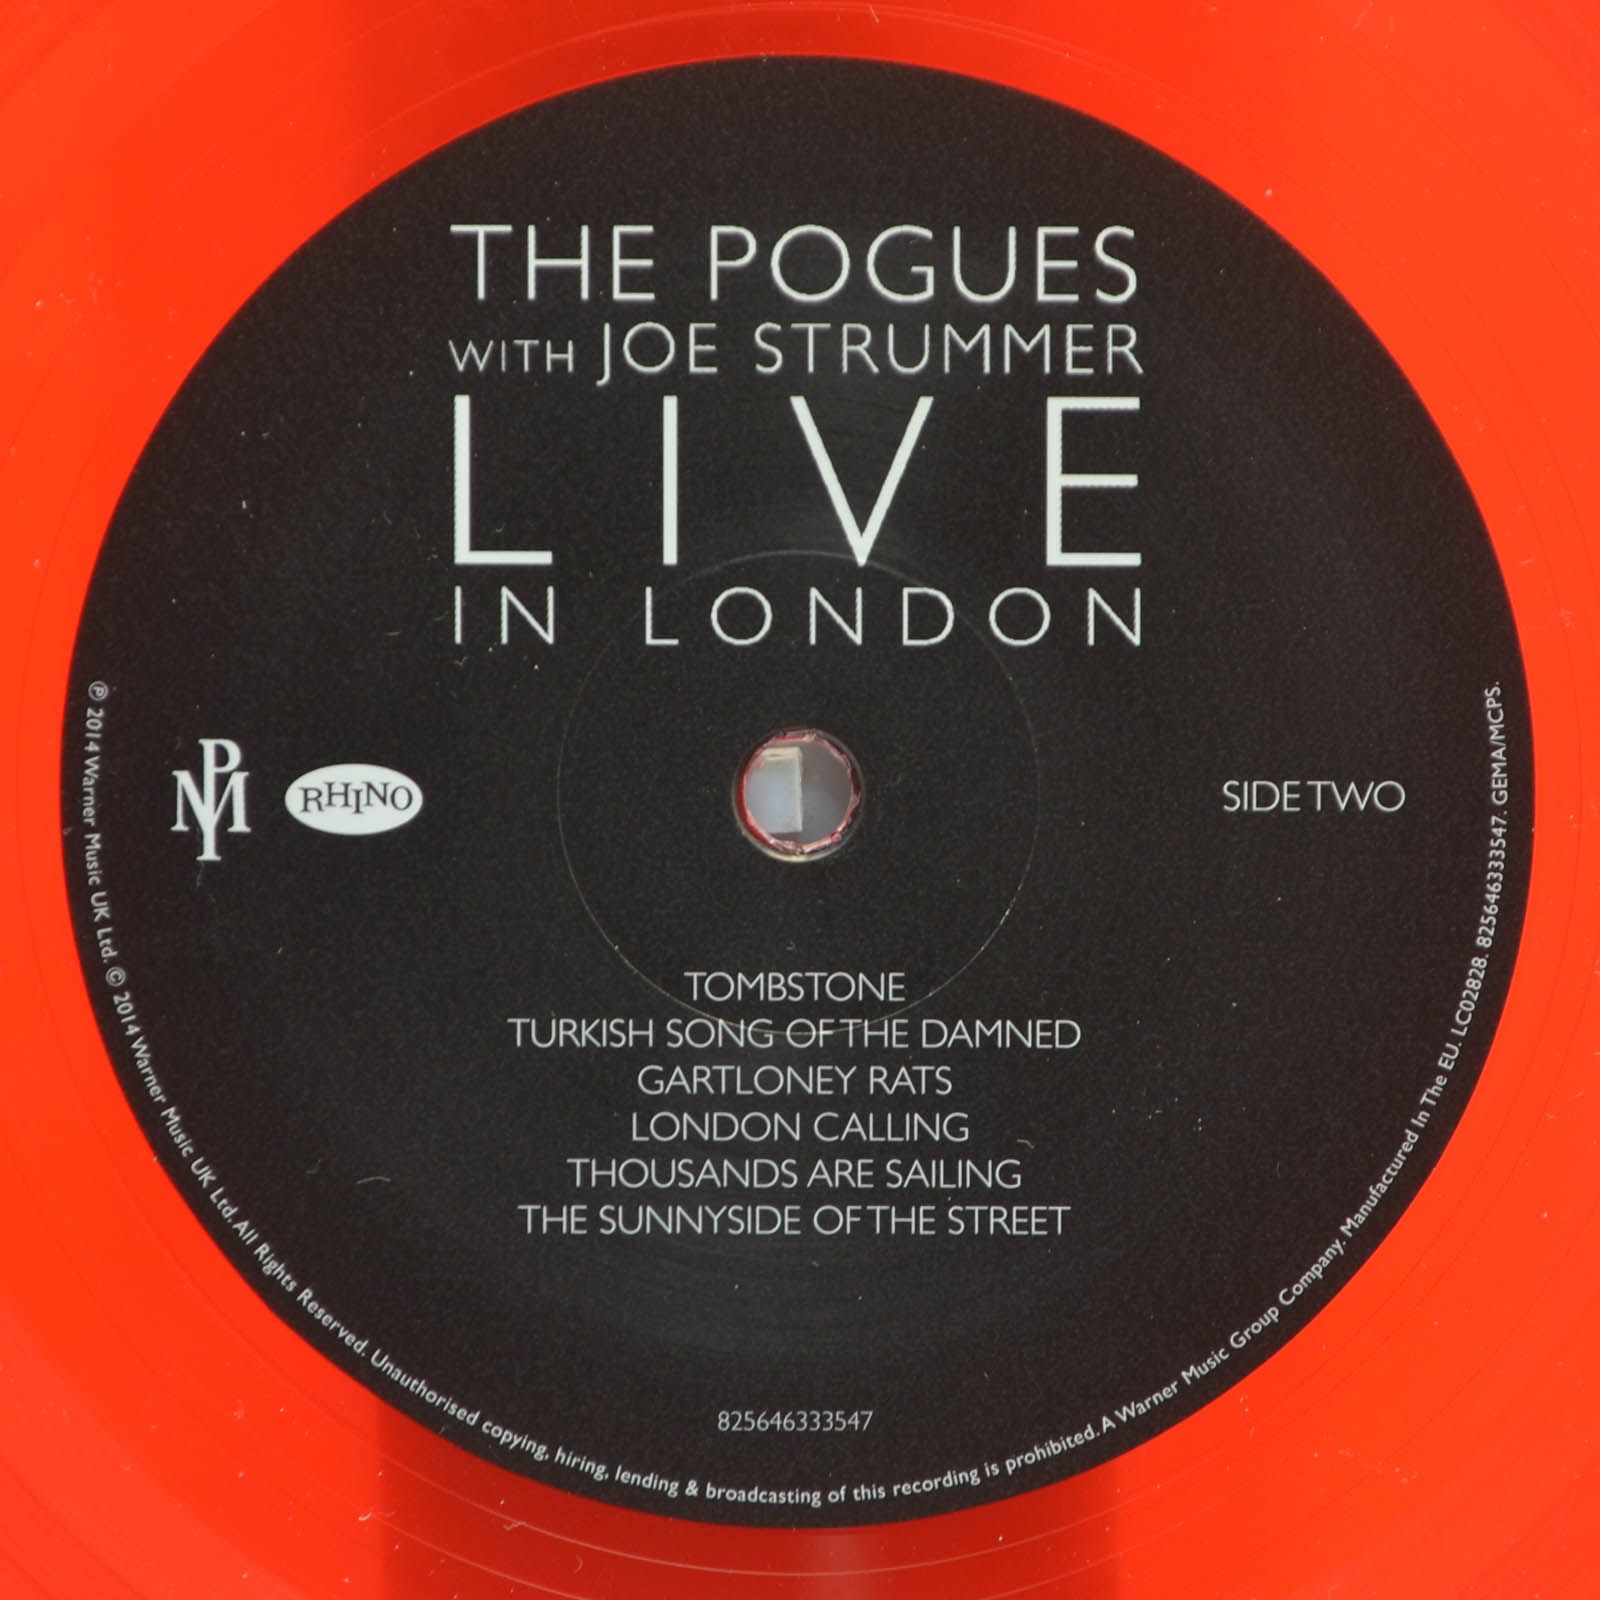 THE POGUES
WITH JOE STRUMMER
LIVE
IN LONDON
PMY
RHINO
SIDE TWO
TOMBSTONE
TURKISH SONG OF THE DAMNED
GARTLONEY RATS
LONDON CALLING
THOUSANDS ARE SAILING
THE SUNNYSIDE OF THE STREET
825646333547
℗ 2014 Warner Music UK Ltd. © 2014 Warner Music UK Ltd. All Rights Reserved. Unauthorised copying, hiring, lending & broadcasting of this recording is prohibited. A Warner Music Group Company. Manufactured In The EU. LC02828. 825646333547. GEMA/MCPS.